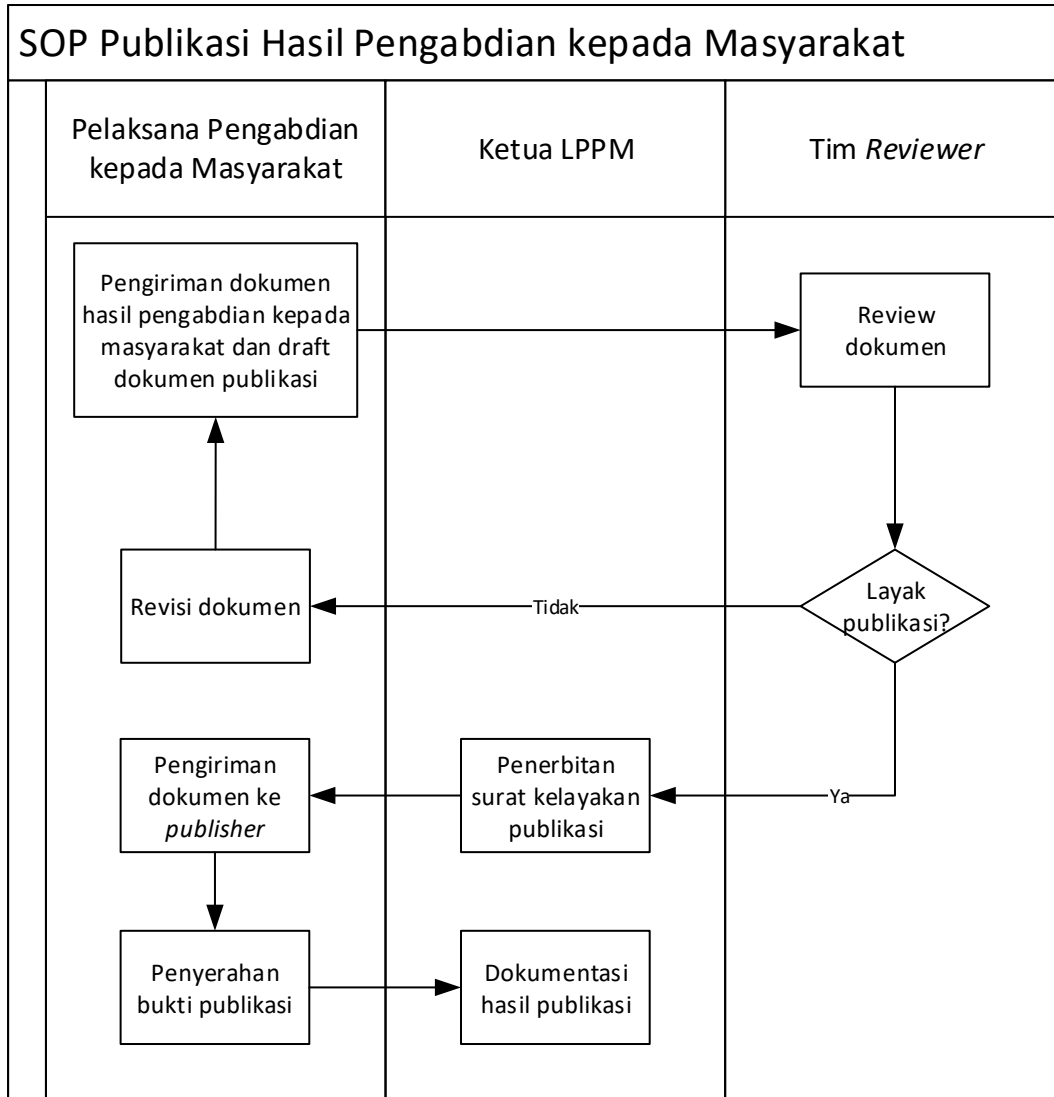 SOP Publikasi Hasil Pengabdian kepada Masyarakat
Pelaksana Pengabdian
kepada Masyarakat
Ketua LPPM
Tim Reviewer
Pengiriman dokumen
hasil pengabdian kepada
masyarakat dan draft
dokumen publikasi
Review
dokumen
Revisi dokumen
Tidak
Layak
publikasi?
Pengiriman
dokumen ke
publisher
Penerbitan
surat kelayakan
publikasi
Ya
Penyerahan
bukti publikasi
Dokumentasi
hasil publikasi